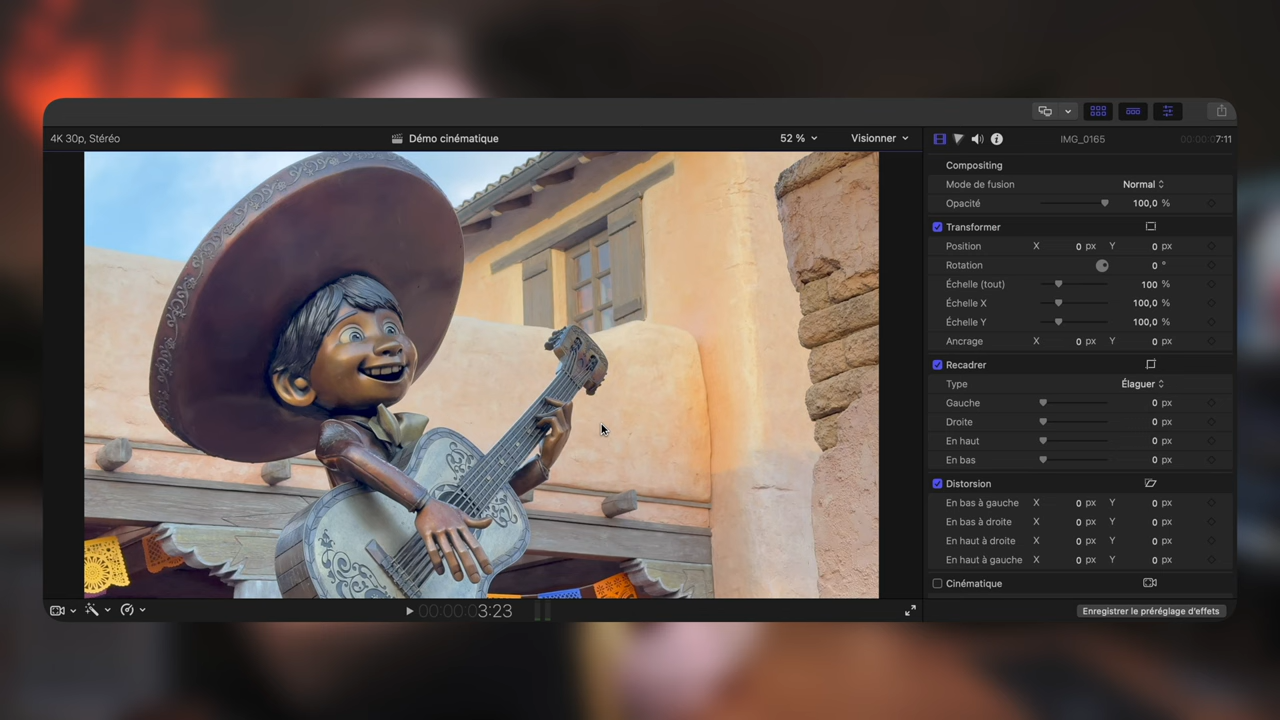 4K 30p, Stéréo
Démo cinématique
52 %
Visionner
IMG_0165
00:00:07:11
Compositing
Mode de fusion Normal
Opacité 100,0 %
Transformer
Position X 0 px Y 0 px
Rotation 0 °
Échelle (tout) 100 %
Échelle X 100,0 %
Échelle Y 100,0 %
Ancrage X 0 px Y 0 px
Recadrer
Type Élaguer
Gauche 0 px
Droite 0 px
En haut 0 px
En bas 0 px
Distorsion
En bas à gauche X 0 px Y 0 px
En bas à droite X 0 px Y 0 px
En haut à droite X 0 px Y 0 px
En haut à gauche X 0 px Y 0 px
Cinématique
00:00:03:23
Enregistrer le préréglage d'effets